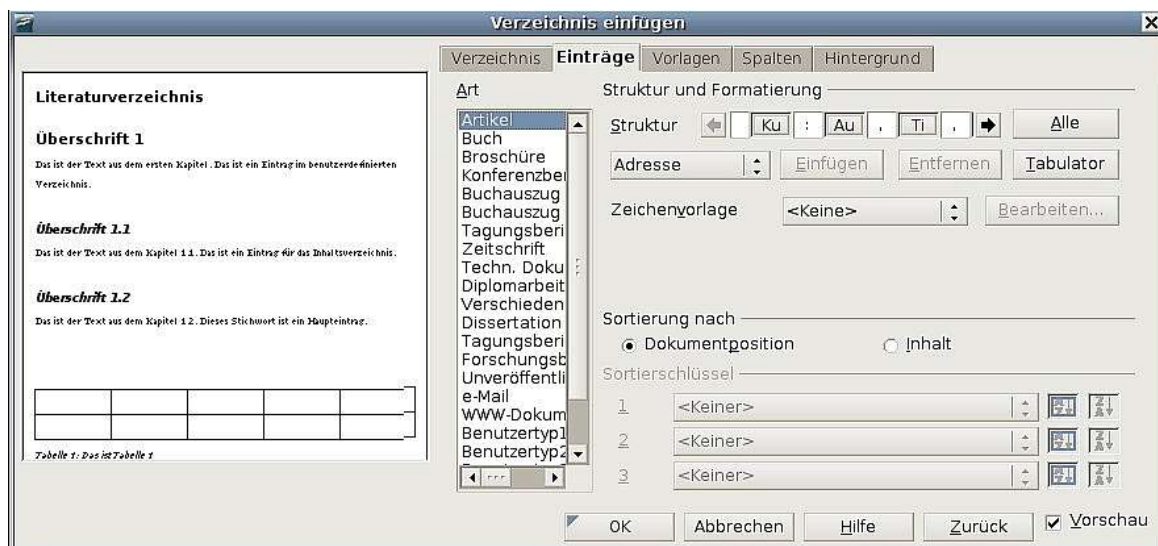 Verzeichnis einfügen
Verzeichnis Einträge Vorlagen Spalten Hintergrund
Literaturverzeichnis
Überschrift 1
Das ist der Text aus dem ersten Kapitel. Das ist ein Eintrag im benutzerdefinierten
Verzeichnis.
Überschrift 1.1
Das ist der Text aus dem Kapitel 1.1. Das ist ein Eintrag für das Inhaltsverzeichnis.
Überschrift 1.2
Das ist der Text aus dem Kapitel 1.2. Dieses Stichwort ist ein Haupteintrag.
Tabelle 1: Das ist Tabelle 1
Art
Artikel
Buch
Broschüre
Konferenzber
Buchauszug
Buchauszug
Tagungsberi
Zeitschrift
Techn. Doku
Diplomarbeit
Verschieden
Dissertation
Tagungsberi
Forschungsb
Unveröffentli
e-Mail
WWW-Dokum
Benutzertyp1
Benutzertyp2
Struktur und Formatierung
Struktur Ku : Au , Ti , Alle
Adresse Einfügen Entfernen Tabulator
Zeichenvorlage <Keine> Bearbeiten...
Sortierung nach
Dokumentposition Inhalt
Sortierschlüssel
1 <Keiner>
2 <Keiner>
3 <Keiner>
OK Abbrechen Hilfe Zurück Vorschau